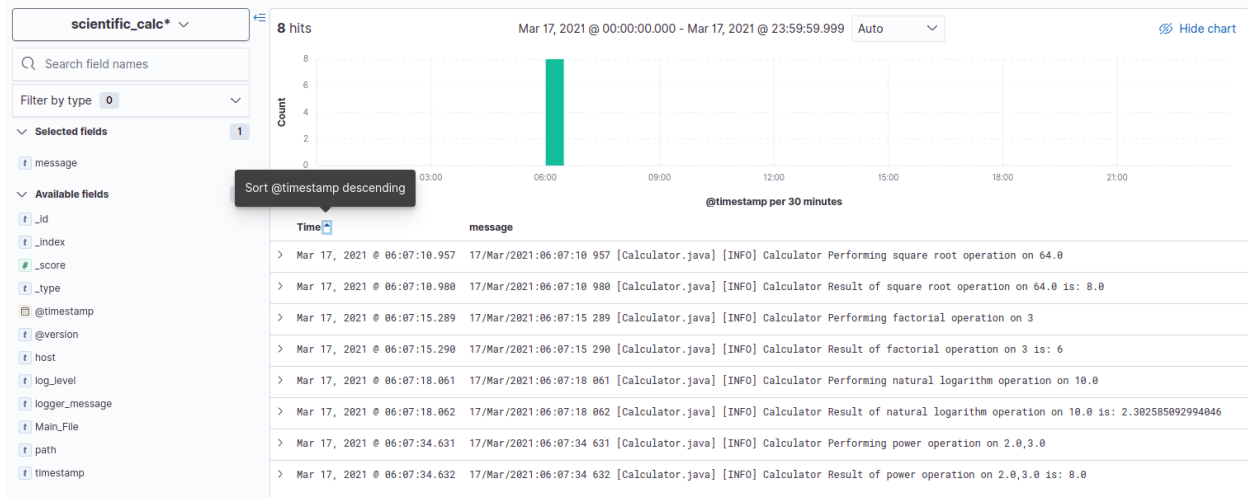 scientific_calc*
Search field names
Filter by type 0
Selected fields 1
message
Available fields
_id
_index
_score
_type
@timestamp
@version
host
log_level
logger_message
Main_File
path
timestamp
8 hits
Mar 17, 2021 @ 00:00:00.000 - Mar 17, 2021 @ 23:59:59.999 Auto
Hide chart
Count
8
6
4
2
0
03:00 06:00 09:00 12:00 15:00 18:00 21:00
@timestamp per 30 minutes
Sort @timestamp descending
Time message
Mar 17, 2021 @ 06:07:10.957 17/Mar/2021:06:07:10 957 [Calculator.java] [INFO] Calculator Performing square root operation on 64.0
Mar 17, 2021 @ 06:07:10.980 17/Mar/2021:06:07:10 980 [Calculator.java] [INFO] Calculator Result of square root operation on 64.0 is: 8.0
Mar 17, 2021 @ 06:07:15.289 17/Mar/2021:06:07:15 289 [Calculator.java] [INFO] Calculator Performing factorial operation on 3
Mar 17, 2021 @ 06:07:15.290 17/Mar/2021:06:07:15 290 [Calculator.java] [INFO] Calculator Result of factorial operation on 3 is: 6
Mar 17, 2021 @ 06:07:18.061 17/Mar/2021:06:07:18 061 [Calculator.java] [INFO] Calculator Performing natural logarithm operation on 10.0
Mar 17, 2021 @ 06:07:18.062 17/Mar/2021:06:07:18 062 [Calculator.java] [INFO] Calculator Result of natural logarithm operation on 10.0 is: 2.302585092994046
Mar 17, 2021 @ 06:07:34.631 17/Mar/2021:06:07:34 631 [Calculator.java] [INFO] Calculator Performing power operation on 2.0,3.0
Mar 17, 2021 @ 06:07:34.632 17/Mar/2021:06:07:34 632 [Calculator.java] [INFO] Calculator Result of power operation on 2.0,3.0 is: 8.0